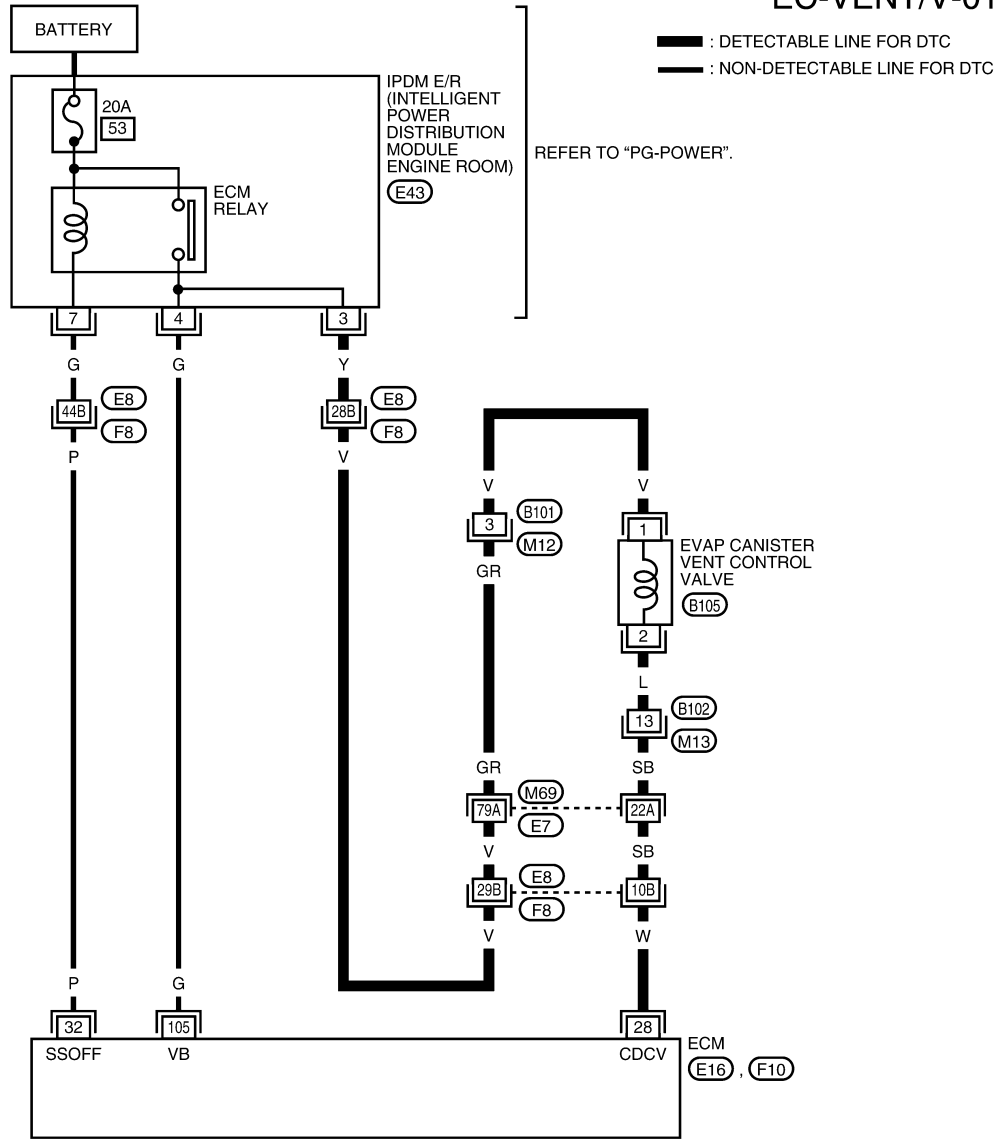 EC-VENT/V-01
BATTERY
: DETECTABLE LINE FOR DTC
: NON-DETECTABLE LINE FOR DTC
IPDM E/R
(INTELLIGENT
POWER
DISTRIBUTION
MODULE
ENGINE ROOM)
E43
20A
53
REFER TO “PG-POWER”.
ECM
RELAY
7
4
3
G
G
Y
44B
E8
F8
28B
E8
F8
P
V
V
V
3
B101
M12
1
GR
EVAP CANISTER
VENT CONTROL
VALVE
B105
2
L
13
B102
M13
GR
SB
79A
M69
E7
22A
V
SB
29B
E8
F8
10B
V
W
P
G
32
105
28
SSOFF
VB
CDCV
ECM
E16 , F10